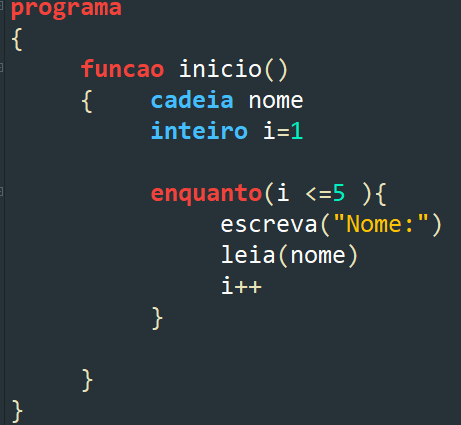 programa
{
funcao inicio()
{ cadeia nome
inteiro i=1
enquanto(i <=5 ){
escreva("Nome:")
leia(nome)
i++
}
}
}